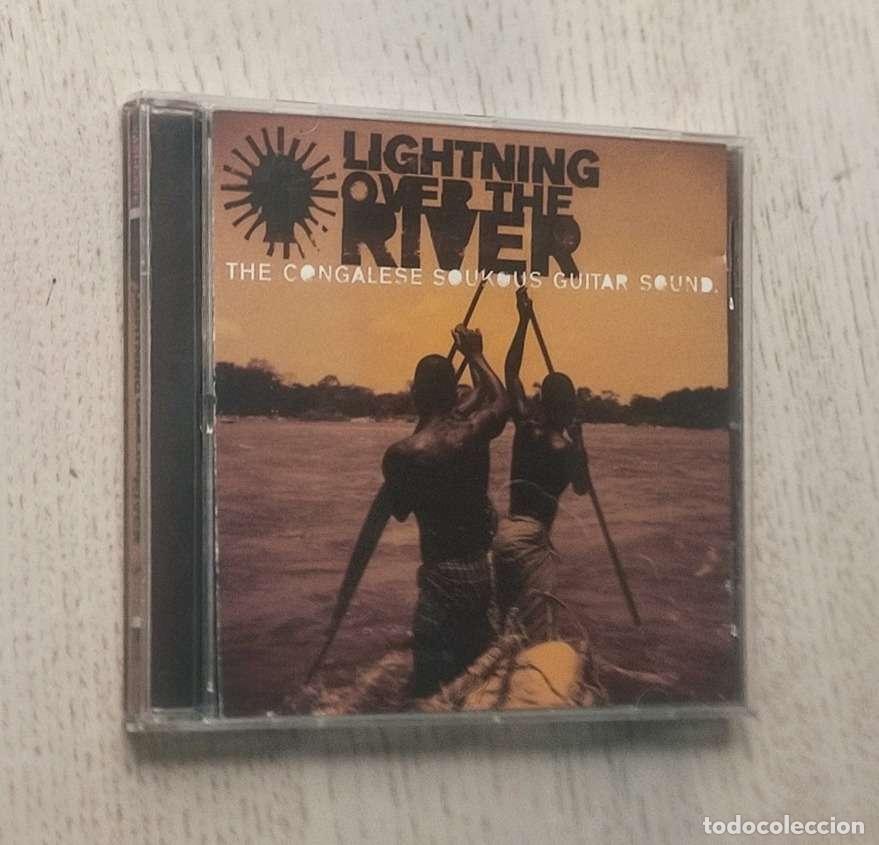 LIGHTNING
OVER THE
RIVER
THE CONGALESE SOUKOUS GUITAR SOUND.
todocoleccion